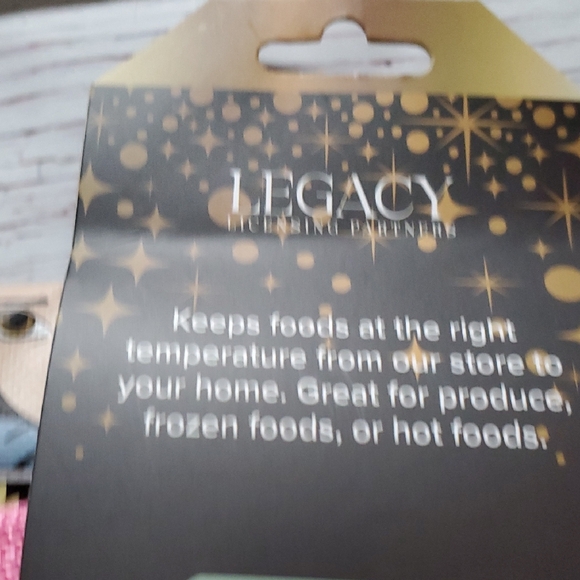 LEGACY
LICENSING PARTNERS
Keeps foods at the right
temperature from our store to
your home. Great for produce,
frozen foods, or hot foods.